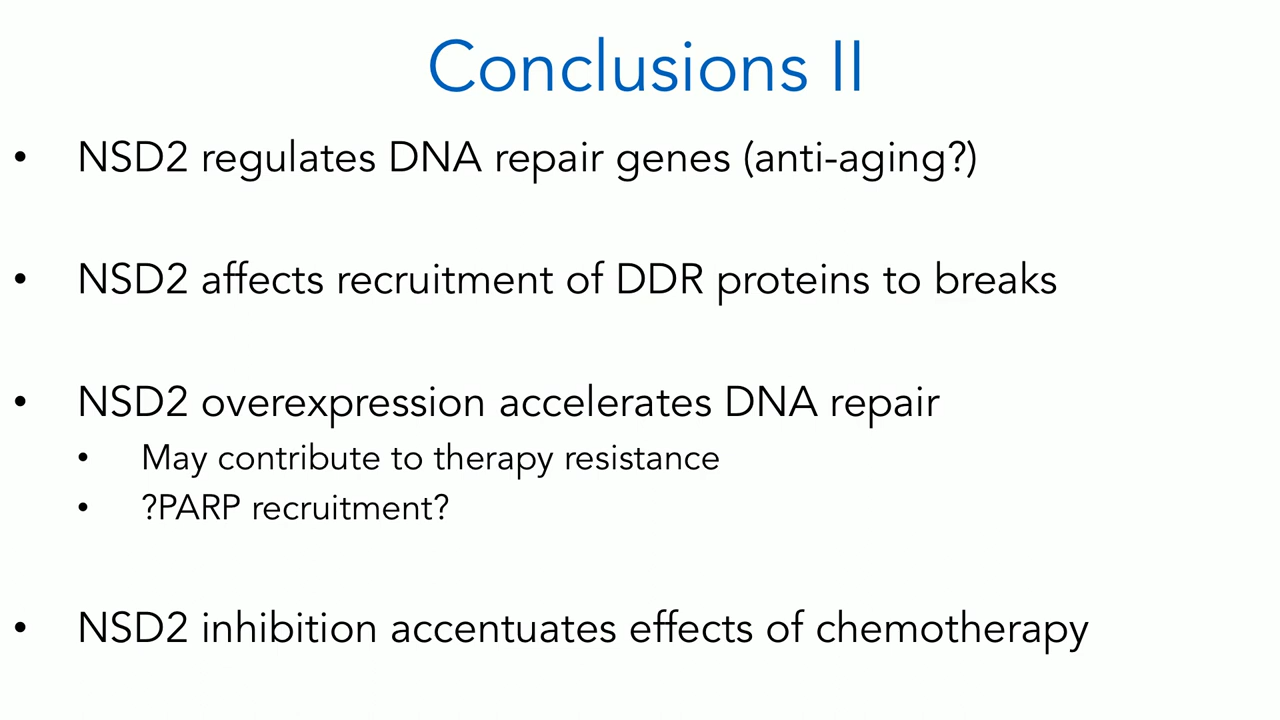 Conclusions II
• NSD2 regulates DNA repair genes (anti-aging?)
• NSD2 affects recruitment of DDR proteins to breaks
• NSD2 overexpression accelerates DNA repair
• May contribute to therapy resistance
• ?PARP recruitment?
• NSD2 inhibition accentuates effects of chemotherapy